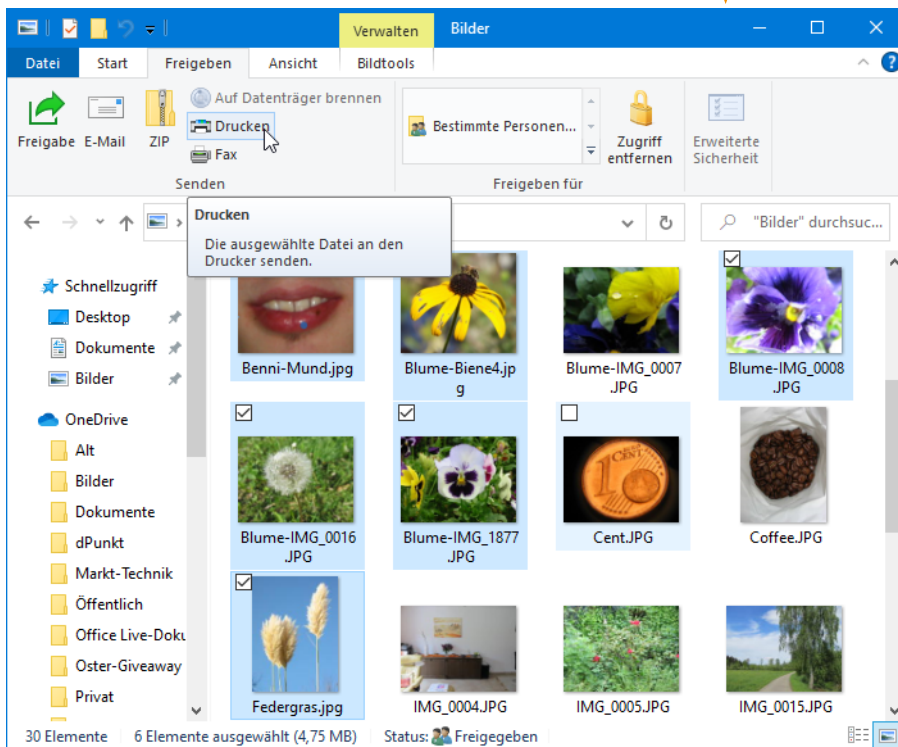 Verwalten Bilder
Datei Start Freigeben Ansicht Bildtools
Auf Datenträger brennen
Drucken
Bestimmte Personen...
Freigabe E-Mail ZIP
Fax
Zugriff entfernen
Erweiterte Sicherheit
Senden Freigeben für
Drucken
Die ausgewählte Datei an den
Drucker senden.
"Bilder" durchsuc...
Schnellzugriff
Desktop
Dokumente
Bilder
OneDrive
Alt
Bilder
Dokumente
dPunkt
Markt-Technik
Öffentlich
Office Live-Doku
Oster-Giveaway
Privat
Benni-Mund.jpg
Blume-Biene4.jp
g
Blume-IMG_0007
.JPG
Blume-IMG_0008
.JPG
Blume-IMG_0016
.JPG
Blume-IMG_1877
.JPG
1 CENT
Cent.JPG
Coffee.JPG
Federgras.jpg
IMG_0004.JPG
IMG_0005.JPG
IMG_0015.JPG
30 Elemente 6 Elemente ausgewählt (4,75 MB) Status: Freigegeben